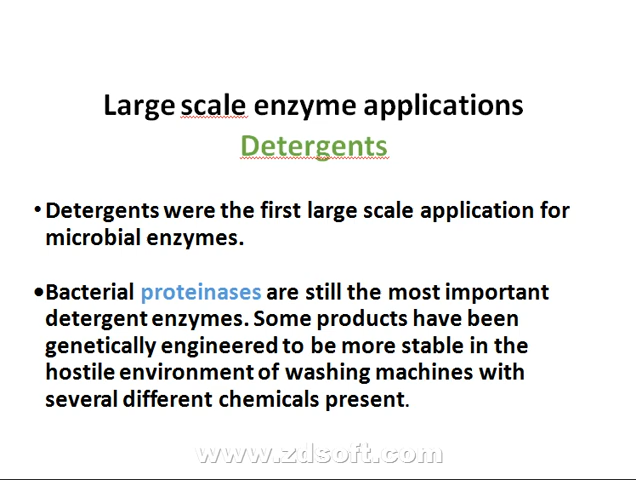 Large scale enzyme applications
Detergents
• Detergents were the first large scale application for
microbial enzymes.
• Bacterial proteinases are still the most important
detergent enzymes. Some products have been
genetically engineered to be more stable in the
hostile environment of washing machines with
several different chemicals present.
www.zdsoft.com